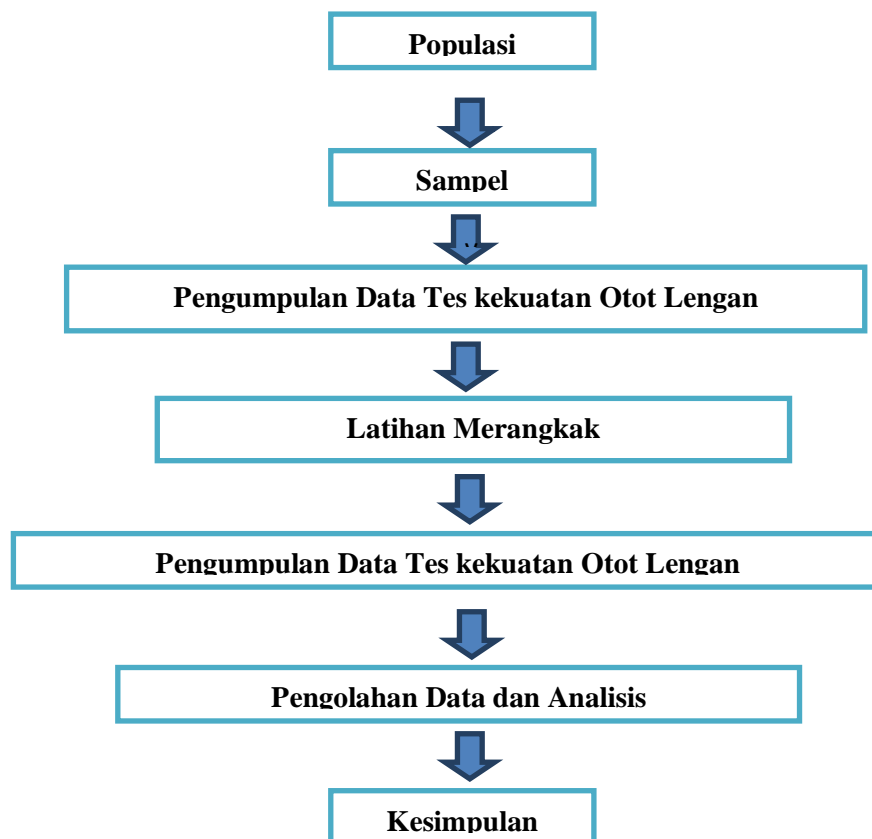 Populasi
Sampel
Pengumpulan Data Tes kekuatan Otot Lengan
Latihan Merangkak
Pengumpulan Data Tes kekuatan Otot Lengan
Pengolahan Data dan Analisis
Kesimpulan